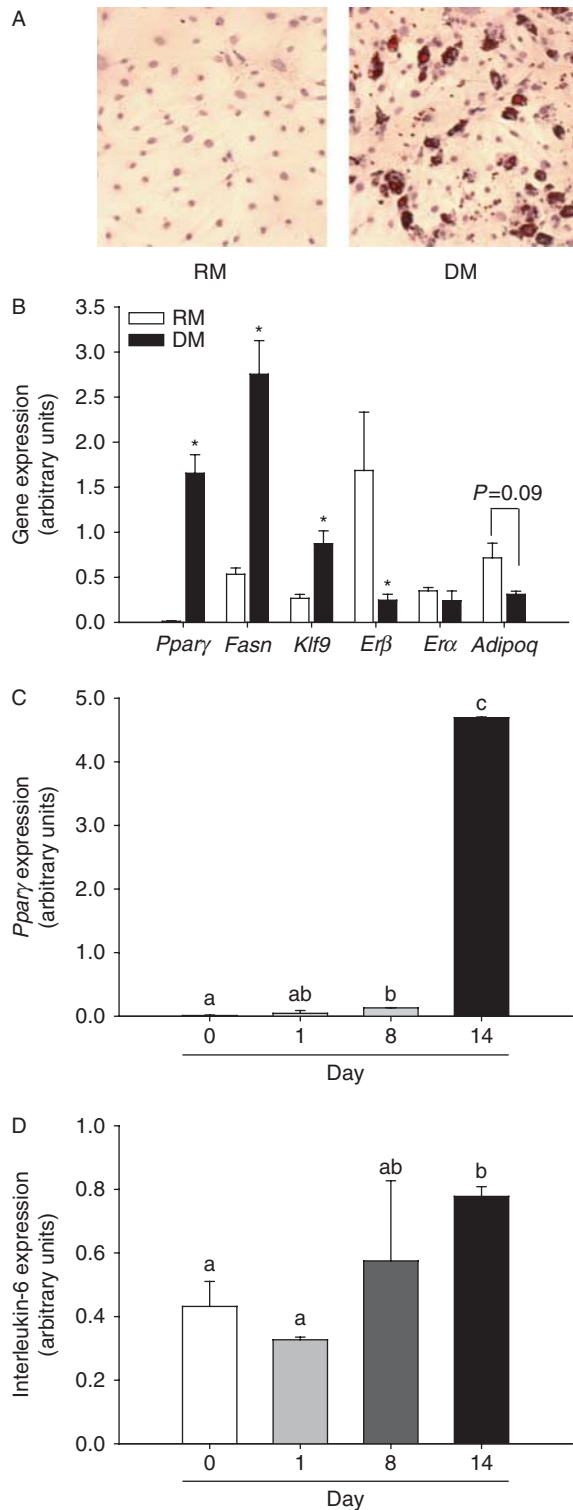 A
RM DM
B
RM
DM
Gene expression
(arbitrary units)
3.5
3.0
2.5
2.0
1.5
1.0
0.5
0.0
*
*
*
*
P=0.09
Pparγ Fasn Klf9 Erβ Erα Adipoq
C
Pparγ expression
(arbitrary units)
5.0
4.0
3.0
2.0
1.0
0.0
a ab b c
0 1 8 14
Day
D
Interleukin-6 expression
(arbitrary units)
1.0
0.8
0.6
0.4
0.2
0.0
a a ab b
0 1 8 14
Day